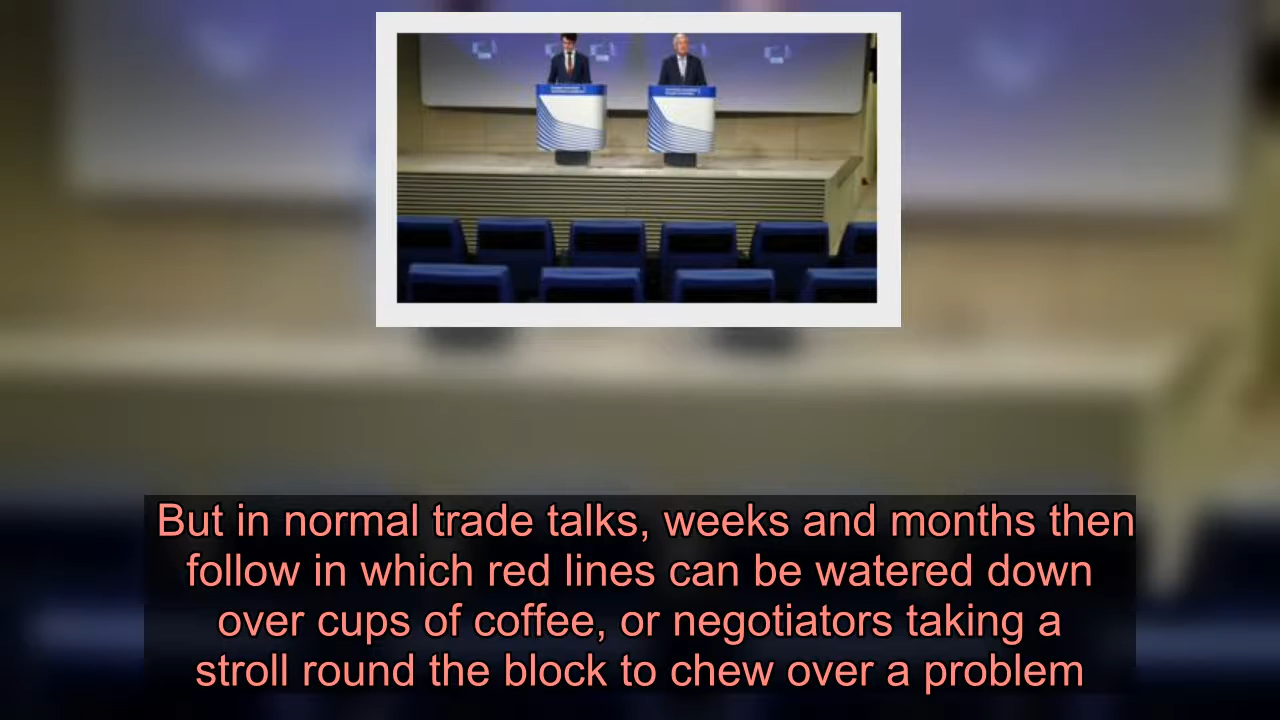 But in normal trade talks, weeks and months then
follow in which red lines can be watered down
over cups of coffee, or negotiators taking a
stroll round the block to chew over a problem